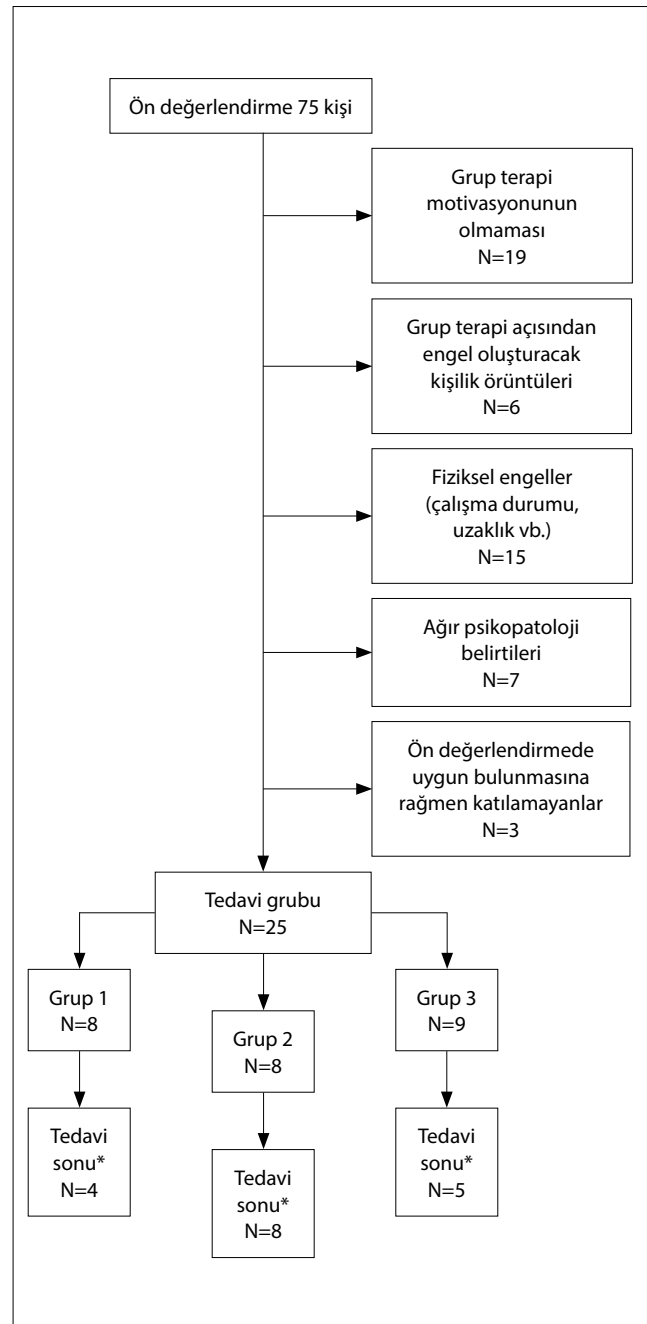 Ön değerlendirme 75 kişi
Grup terapi
motivasyonunun
olmaması
N=19
Grup terapi açısından
engel oluşturacak
kişilik örüntüleri
N=6
Fiziksel engeller
(çalışma durumu,
uzaklık vb.)
N=15
Ağır psikopatoloji
belirtileri
N=7
Ön değerlendirmede
uygun bulunmasına
rağmen katılamayanlar
N=3
Tedavi grubu
N=25
Grup 1
N=8
Grup 2
N=8
Grup 3
N=9
Tedavi
sonu*
N=4
Tedavi
sonu*
N=8
Tedavi
sonu*
N=5